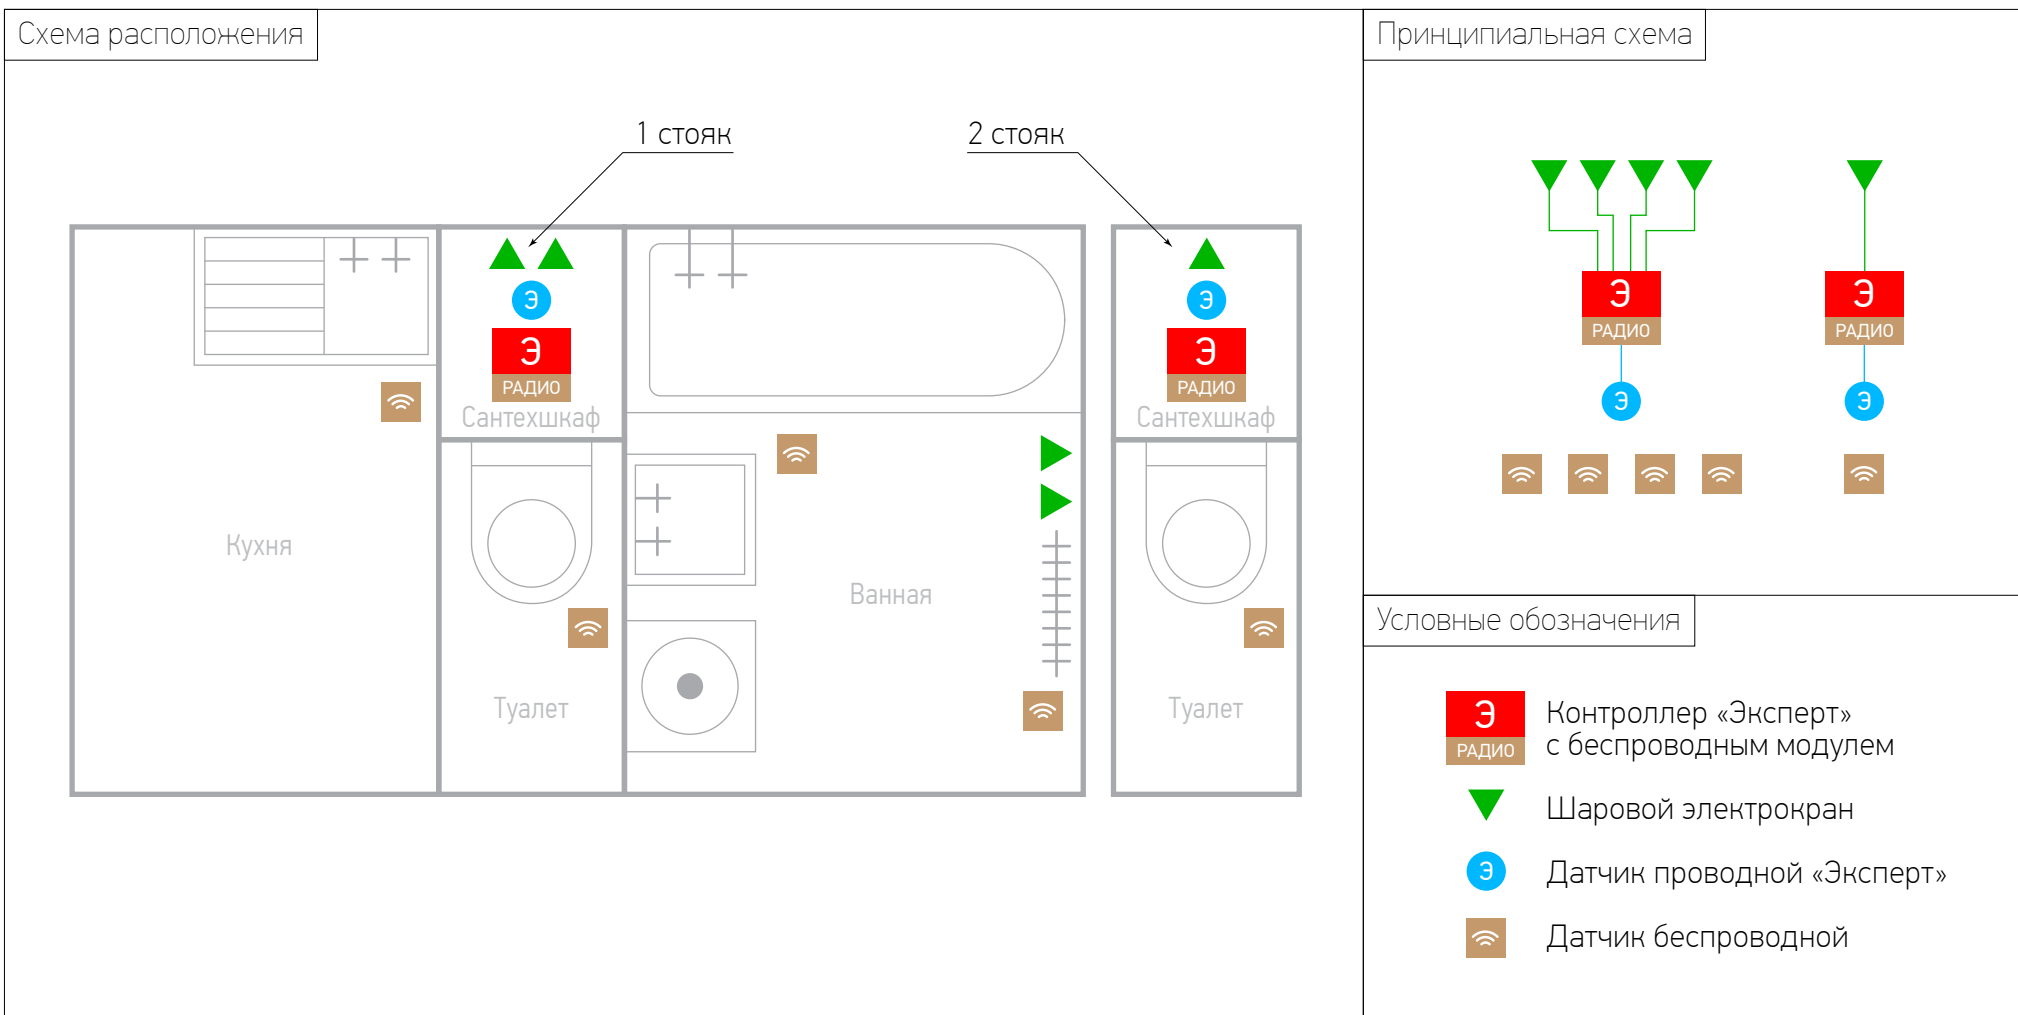 Схема расположения
1 стояк
2 стояк
Э
Э
Э
РАДИО
Э
РАДИО
Сантехшкаф
Сантехшкаф
Кухня
Ванная
Туалет
Туалет
Принципиальная схема
Э
РАДИО
Э
РАДИО
Э
Э
Условные обозначения
Э
РАДИО
Контроллер «Эксперт»
с беспроводным модулем
Шаровой электрокран
Э
Датчик проводной «Эксперт»
Датчик беспроводной